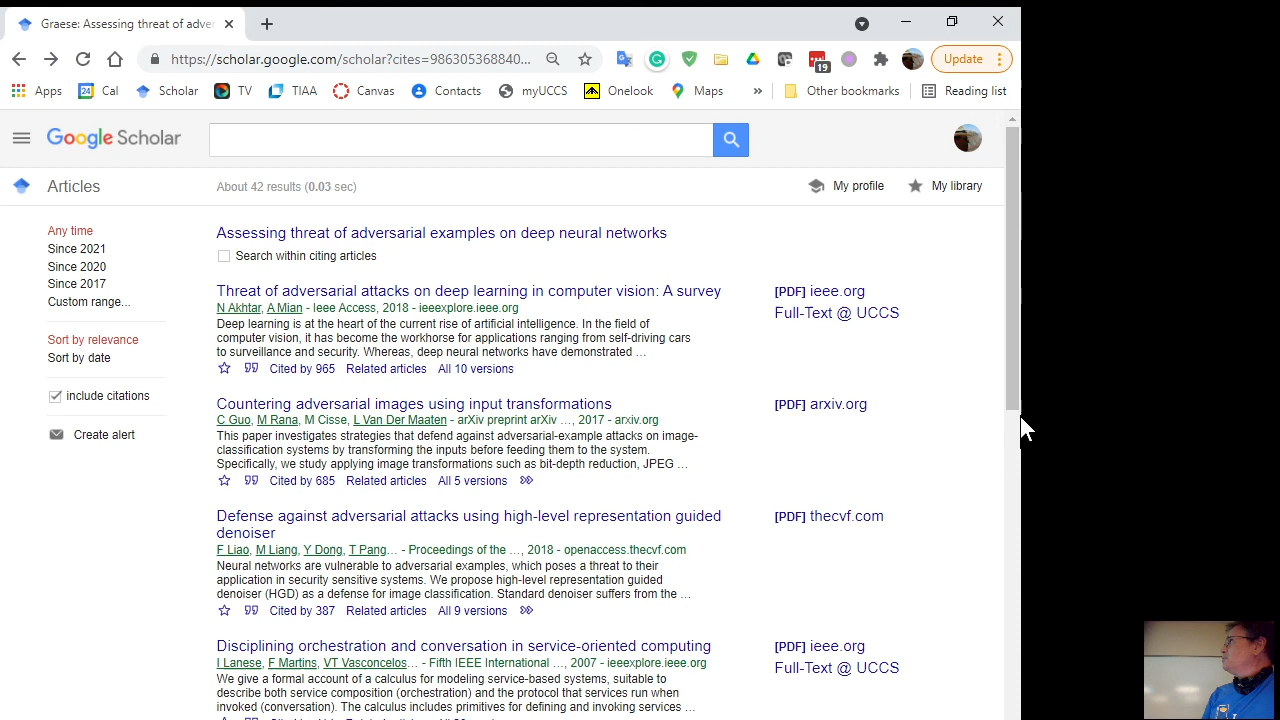 Graese: Assessing threat of adver
https://scholar.google.com/scholar?cites=986305368840...
19
Update
Apps
24
Cal
Scholar
TV
TIAA
Canvas
Contacts
myUCCS
Onelook
Maps
»
Other bookmarks
Reading list
Google Scholar
Articles
About 42 results (0.03 sec)
My profile
My library
Any time
Since 2021
Since 2020
Since 2017
Custom range...
Sort by relevance
Sort by date
include citations
Create alert
Assessing threat of adversarial examples on deep neural networks
Search within citing articles
Threat of adversarial attacks on deep learning in computer vision: A survey
[PDF] ieee.org
N Akhtar, A Mian - Ieee Access, 2018 - ieeexplore.ieee.org
Full-Text @ UCCS
Deep learning is at the heart of the current rise of artificial intelligence. In the field of
computer vision, it has become the workhorse for applications ranging from self-driving cars
to surveillance and security. Whereas, deep neural networks have demonstrated ...
Cited by 965 Related articles All 10 versions
Countering adversarial images using input transformations
[PDF] arxiv.org
C Guo, M Rana, M Cisse, L Van Der Maaten - arXiv preprint arXiv ..., 2017 - arxiv.org
This paper investigates strategies that defend against adversarial-example attacks on image-
classification systems by transforming the inputs before feeding them to the system.
Specifically, we study applying image transformations such as bit-depth reduction, JPEG ...
Cited by 685 Related articles All 5 versions
Defense against adversarial attacks using high-level representation guided
denoiser
[PDF] thecvf.com
F Liao, M Liang, Y Dong, T Pang... - Proceedings of the ..., 2018 - openaccess.thecvf.com
Neural networks are vulnerable to adversarial examples, which poses a threat to their
application in security sensitive systems. We propose high-level representation guided
denoiser (HGD) as a defense for image classification. Standard denoiser suffers from the ...
Cited by 387 Related articles All 9 versions
Disciplining orchestration and conversation in service-oriented computing
[PDF] ieee.org
I Lanese, F Martins, VT Vasconcelos... - Fifth IEEE International ..., 2007 - ieeexplore.ieee.org
Full-Text @ UCCS
We give a formal account of a calculus for modeling service-based systems, suitable to
describe both service composition (orchestration) and the protocol that services run when
invoked (conversation). The calculus includes primitives for defining and invoking services ...